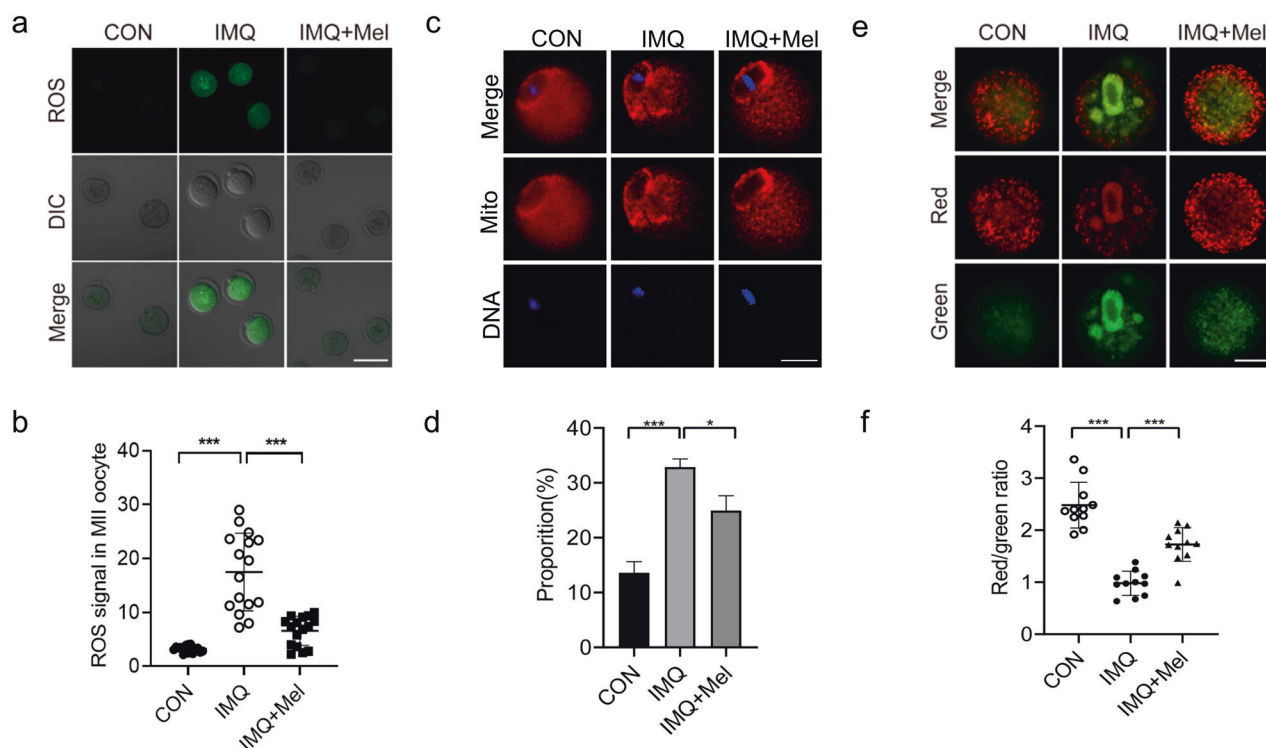 a
CON IMQ IMQ+Mel
ROS
DIC
Merge
b
ROS signal in MII oocyte
40
30
20
10
0
*** ***
CON IMQ IMQ+Mel
c
CON IMQ IMQ+Mel
Merge
Mito
DNA
d
Proporition(%)
40
30
20
10
0
*** *
CON IMQ IMQ+Mel
e
CON IMQ IMQ+Mel
Merge
Red
Green
f
Red/green ratio
4
3
2
1
0
*** ***
CON IMQ IMQ+Mel